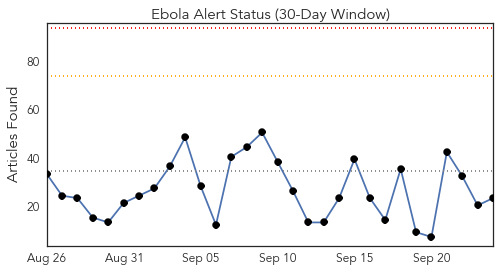 Ebola Alert Status (30-Day Window)
Articles Found
80
60
40
20
Aug 26
Aug 31
Sep 05
Sep 10
Sep 15
Sep 20